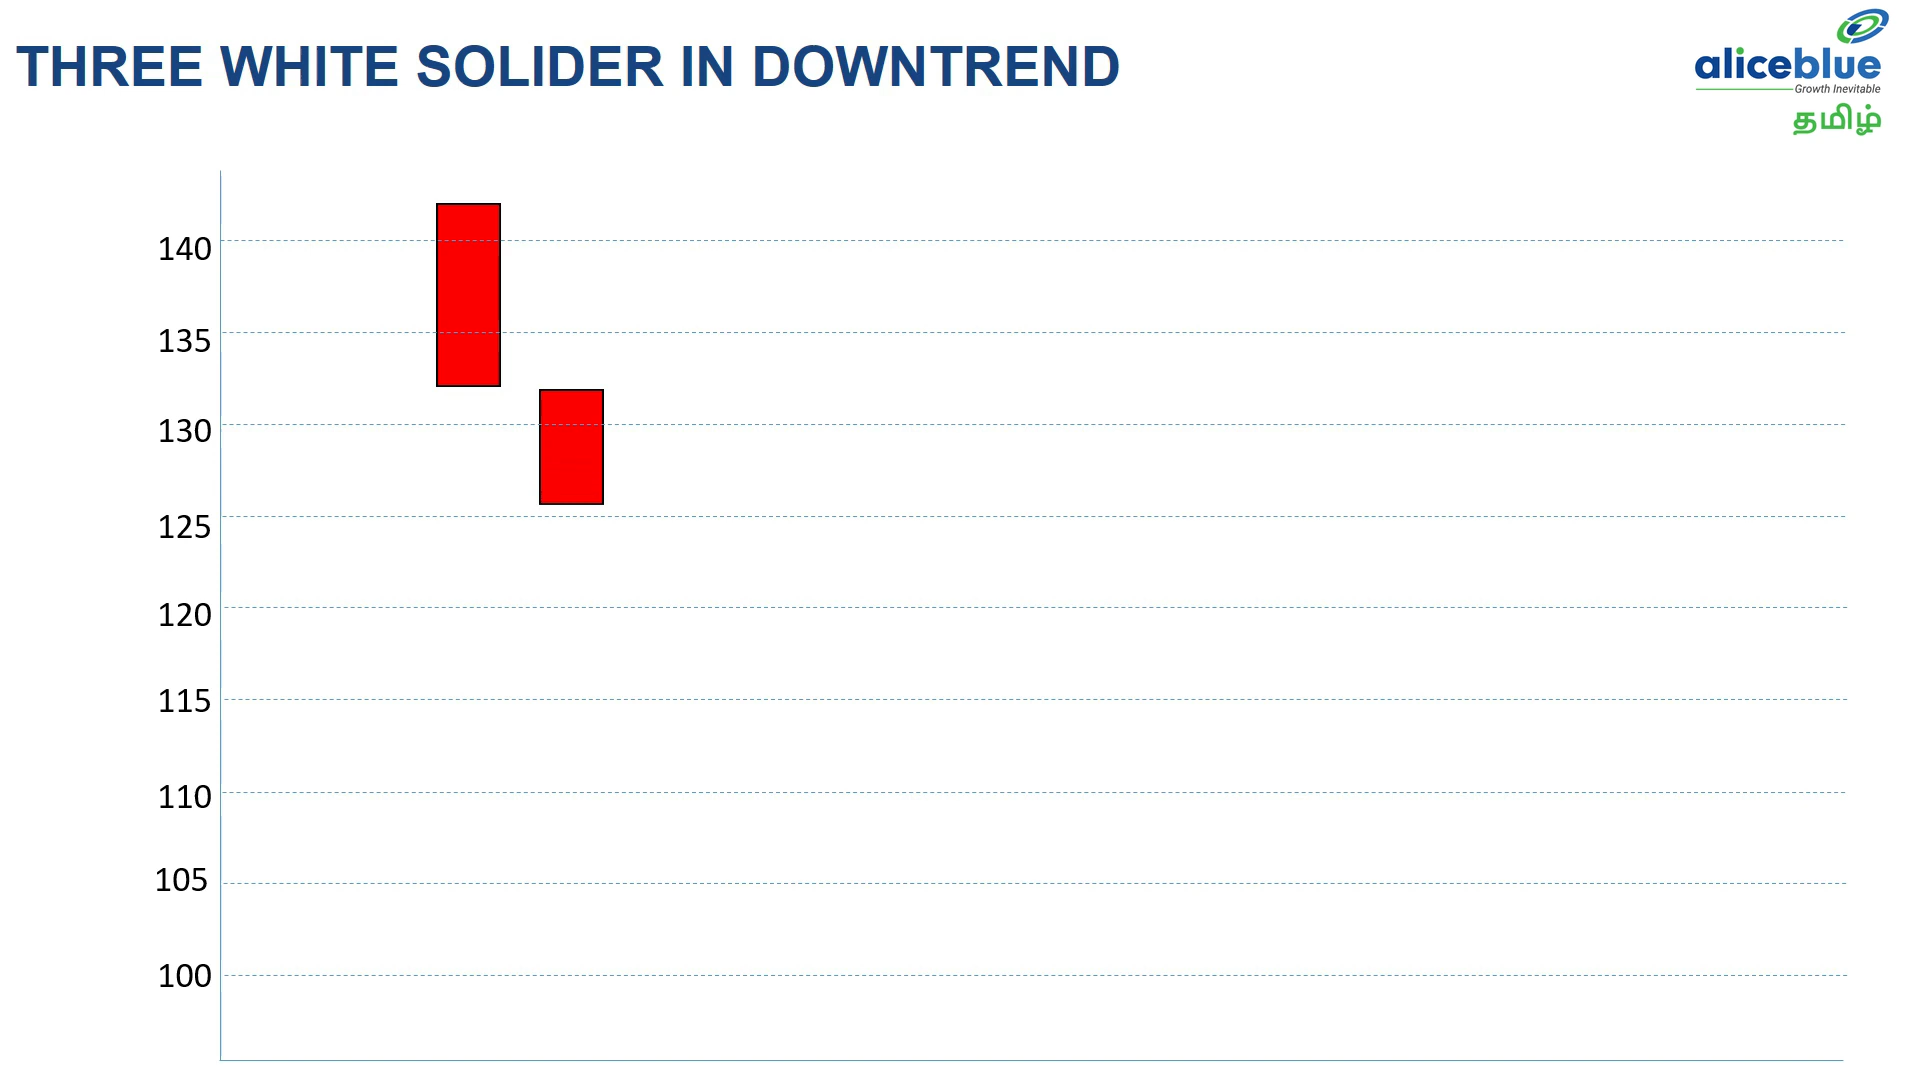 THREE WHITE SOLIDER IN DOWNTREND
aliceblue
Growth Inevitable
தமிழ்
140
135
130
125
120
115
110
105
100